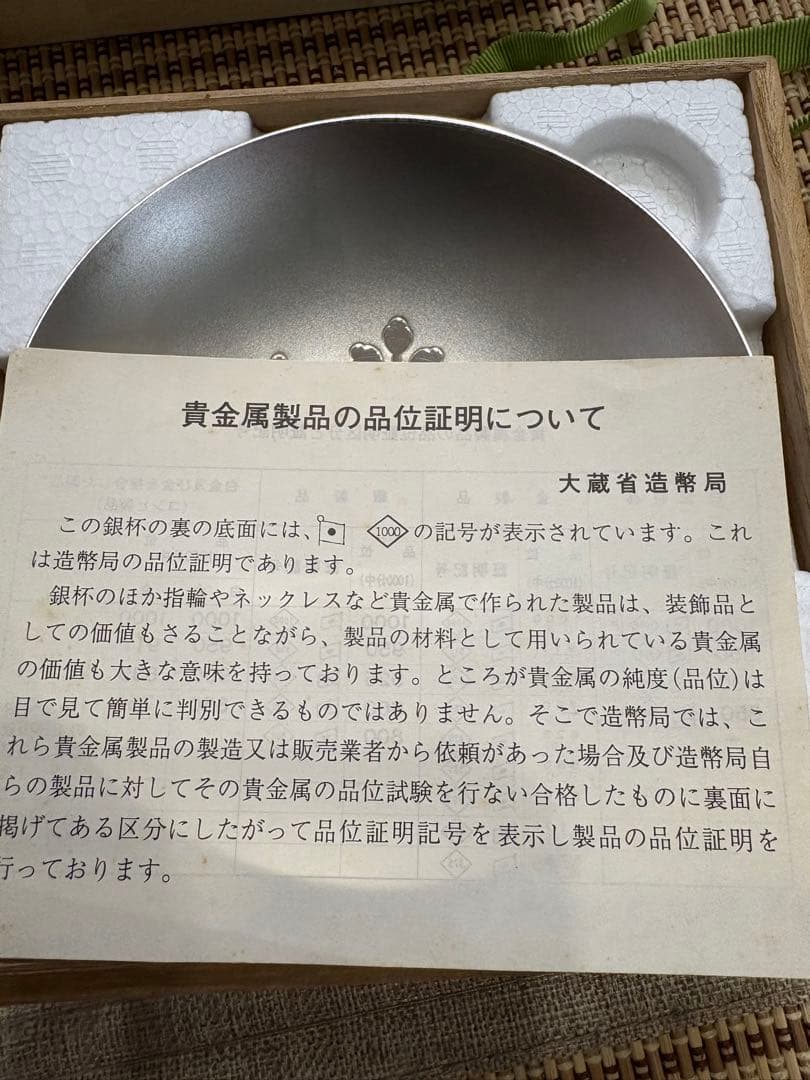 貴金属製品の品位証明について
大蔵省造幣局
この銀杯の裏の底面には、 1000 の記号が表示されています。これ
は造幣局の品位証明であります。
銀杯のほか指輪やネックレスなど貴金属で作られた製品は、装飾品と
しての価値もさることながら、製品の材料として用いられている貴金属
の価値も大きな意味を持っております。ところが貴金属の純度(品位)は
目で見て簡単に判別できるものではありません。そこで造幣局では、こ
れら貴金属製品の製造又は販売業者から依頼があった場合及び造幣局自
らの製品に対してその貴金属の品位試験を行ない合格したものに裏面に
掲げてある区分にしたがって品位証明記号を表示し製品の品位証明を
行っております。